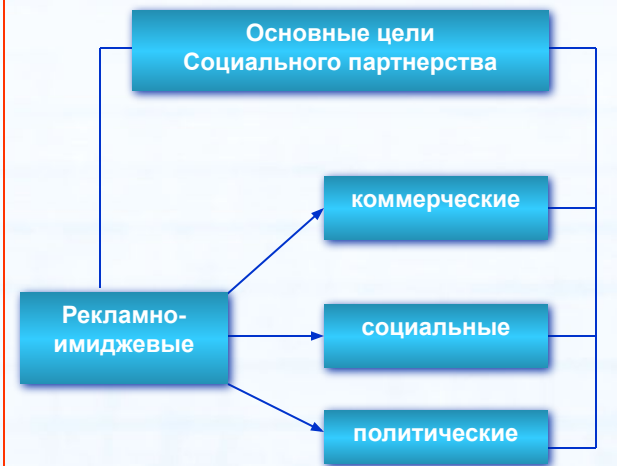 Основные цели
Социального партнерства
коммерческие
Рекламно-
имиджевые
социальные
политические